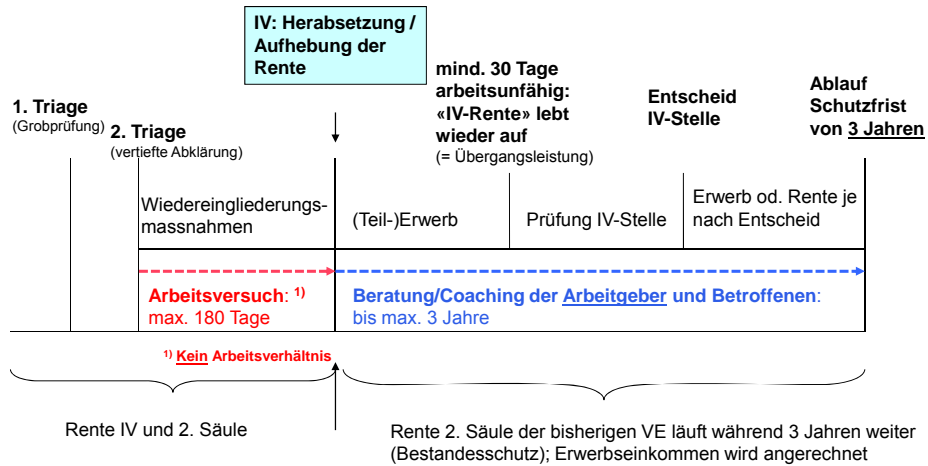 IV: Herabsetzung /
Aufhebung der
Rente
1. Triage
(Grobprüfung)
2. Triage
(vertiefte Abklärung)
mind. 30 Tage
arbeitsunfähig:
«IV-Rente» lebt
wieder auf
(= Übergangsleistung)
Entscheid
IV-Stelle
Ablauf
Schutzfrist
von 3 Jahren
Wiedereingliederungs-
massnahmen
(Teil-)Erwerb
Prüfung IV-Stelle
Erwerb od. Rente je
nach Entscheid
Arbeitsversuch: 1)
max. 180 Tage
Beratung/Coaching der Arbeitgeber und Betroffenen:
bis max. 3 Jahre
1) Kein Arbeitsverhältnis
Rente IV und 2. Säule
Rente 2. Säule der bisherigen VE läuft während 3 Jahren weiter
(Bestandesschutz); Erwerbseinkommen wird angerechnet